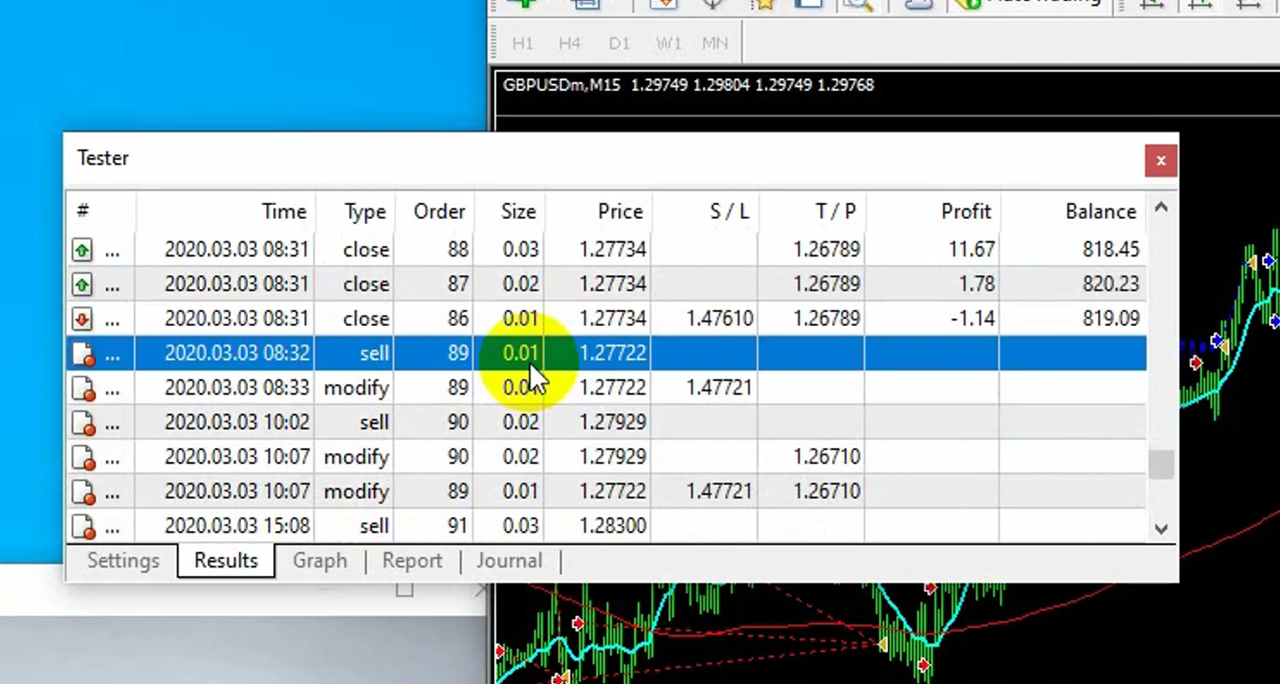 H1 H4 D1 W1 MN
GBPUSDm,M15 1.29749 1.29804 1.29749 1.29768
Tester
x
# Time Type Order Size Price S / L T / P Profit Balance
... 2020.03.03 08:31 close 88 0.03 1.27734 1.26789 11.67 818.45
... 2020.03.03 08:31 close 87 0.02 1.27734 1.26789 1.78 820.23
... 2020.03.03 08:31 close 86 0.01 1.27734 1.47610 1.26789 -1.14 819.09
... 2020.03.03 08:32 sell 89 0.01 1.27722
... 2020.03.03 08:33 modify 89 1.27722 1.47721
... 2020.03.03 10:02 sell 90 0.02 1.27929
... 2020.03.03 10:07 modify 90 0.02 1.27929 1.26710
... 2020.03.03 10:07 modify 89 0.01 1.27722 1.47721 1.26710
... 2020.03.03 15:08 sell 91 0.03 1.28300
Settings | Results | Graph | Report | Journal |